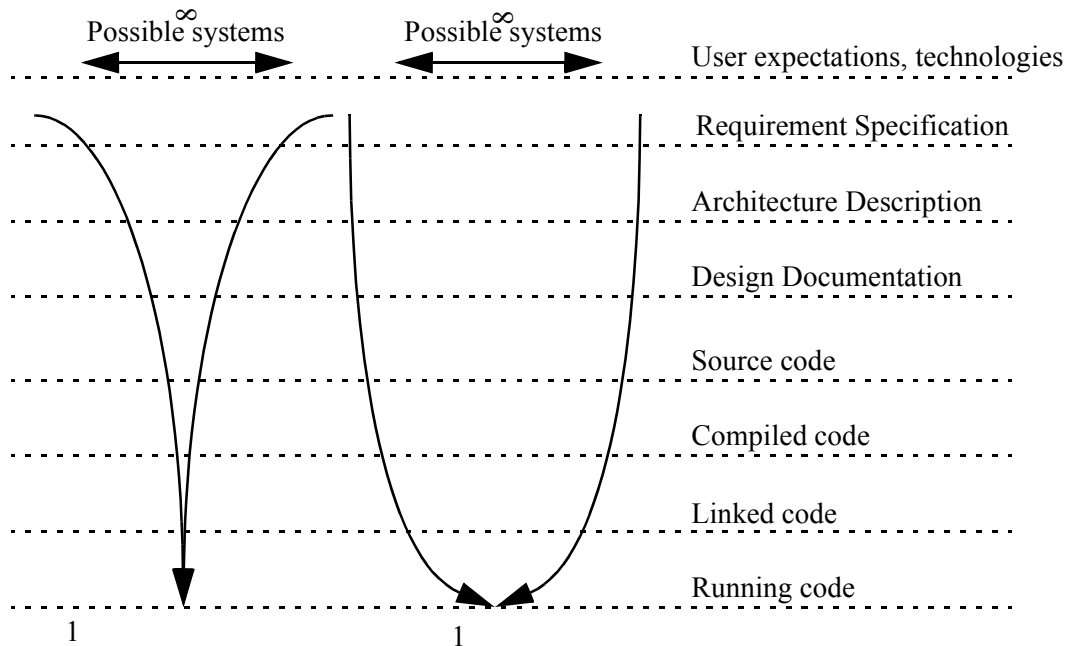 ∞
Possible systems
∞
Possible systems
User expectations, technologies
Requirement Specification
Architecture Description
Design Documentation
Source code
Compiled code
Linked code
Running code
1
1